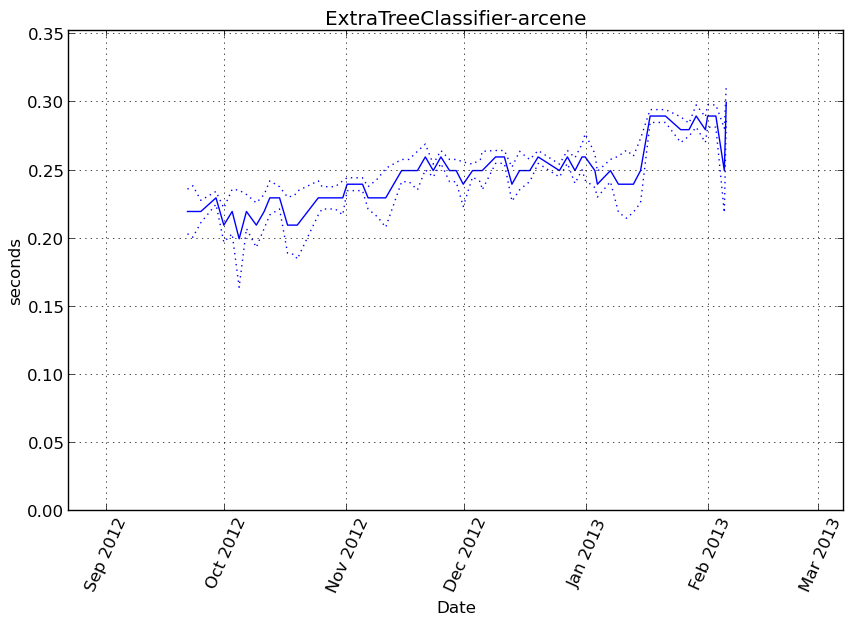 ExtraTreeClassifier-arcene
0.35
0.30
0.25
0.20
0.15
0.10
0.05
0.00
seconds
Sep 2012
Oct 2012
Nov 2012
Dec 2012
Jan 2013
Feb 2013
Mar 2013
Date